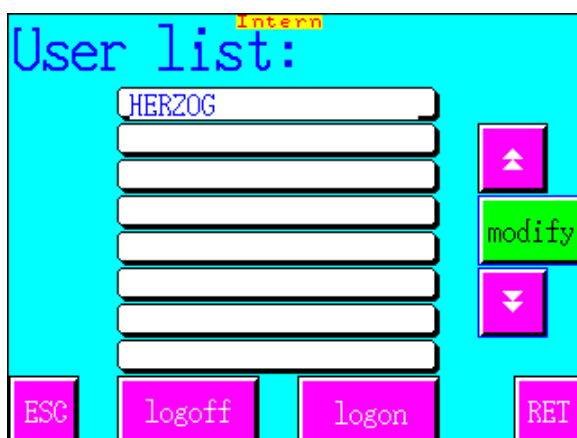 Intern
User list:
HERZOG
modify
ESC
logoff
logon
RET